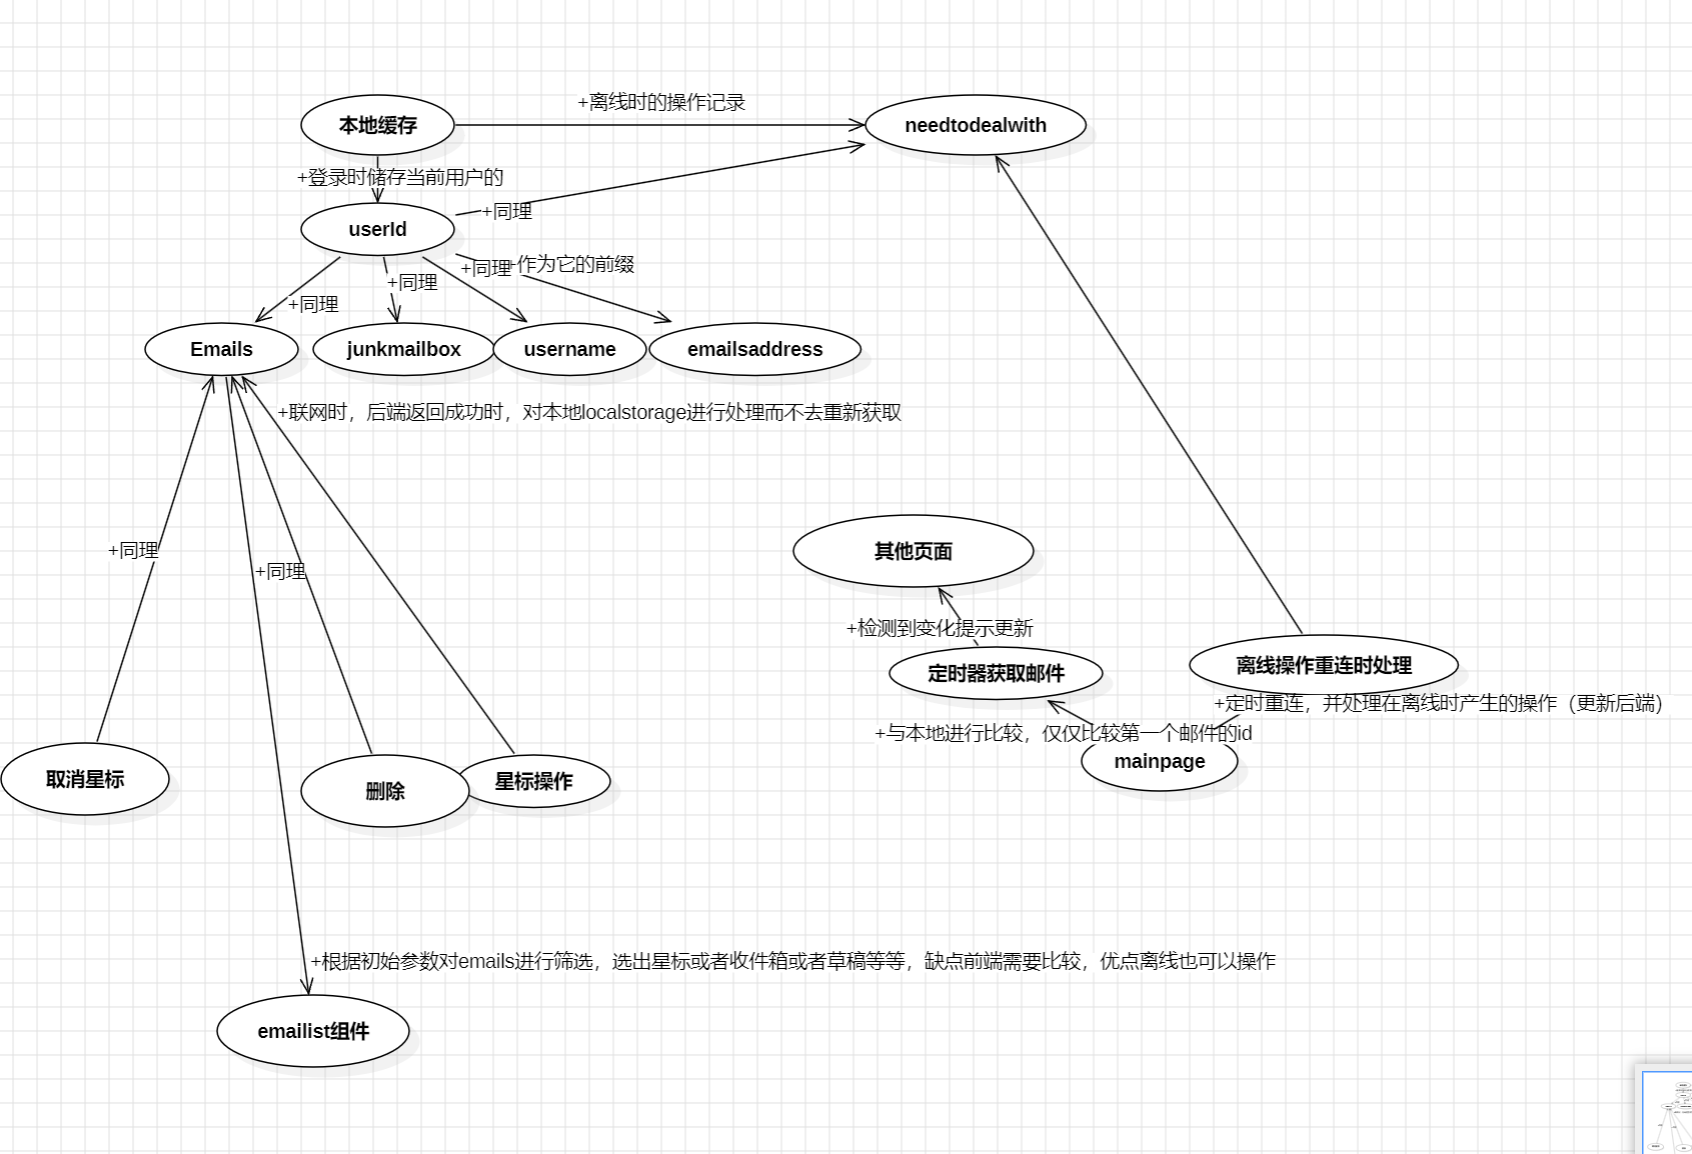 +离线时的操作记录
本地缓存
needtodealwith
+登录时储存当前用户的
+同理
userId
+同理
+作为它的前缀
+同理
+同理
Emails
junkmailbox
username
emailsaddress
+联网时，后端返回成功时，对本地localstorage进行处理而不去重新获取
+同理
其他页面
+同理
+检测到变化提示更新
离线操作重连时处理
定时器获取邮件
+定时重连，并处理在离线时产生的操作（更新后端）
+与本地进行比较，仅仅比较第一个邮件的id
mainpage
取消星标
删除
星标操作
+根据初始参数对emails进行筛选，选出星标或者收件箱或者草稿等等，缺点前端需要比较，优点离线也可以操作
emailist组件